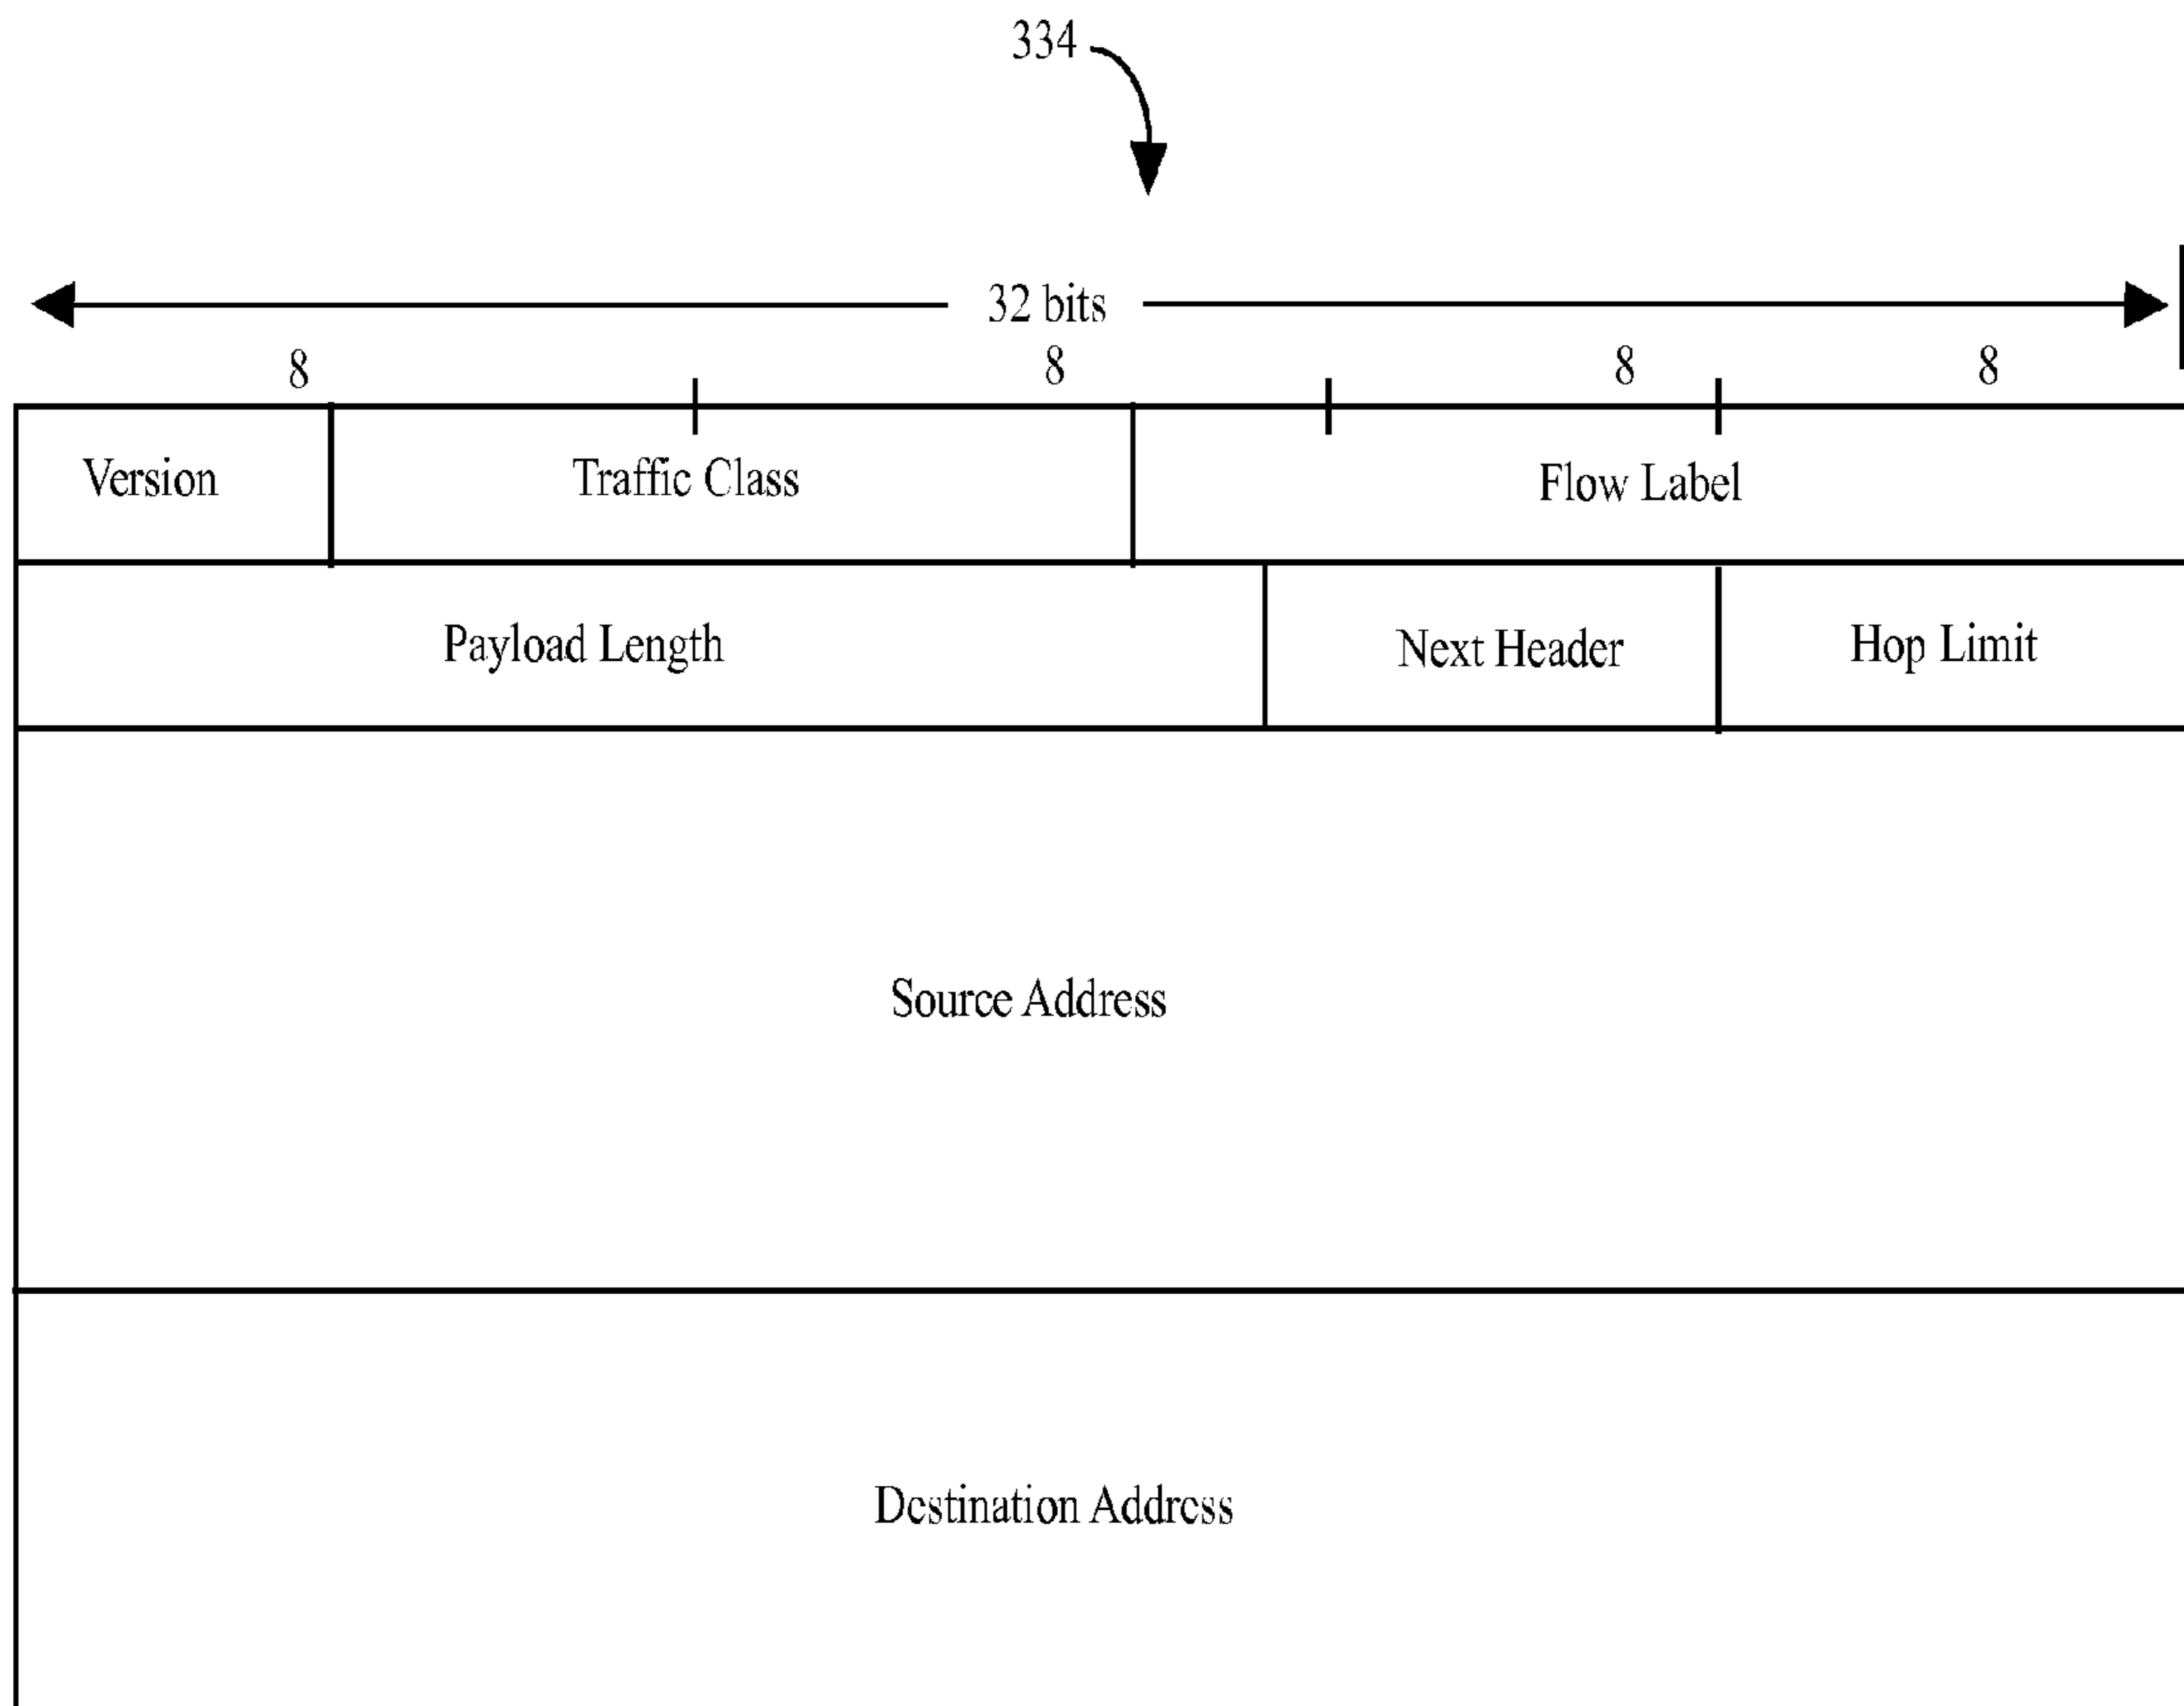 334
32 bits
8 8 8 8
Version Traffic Class Flow Label
Payload Length Next Header Hop Limit
Source Address
Destination Address